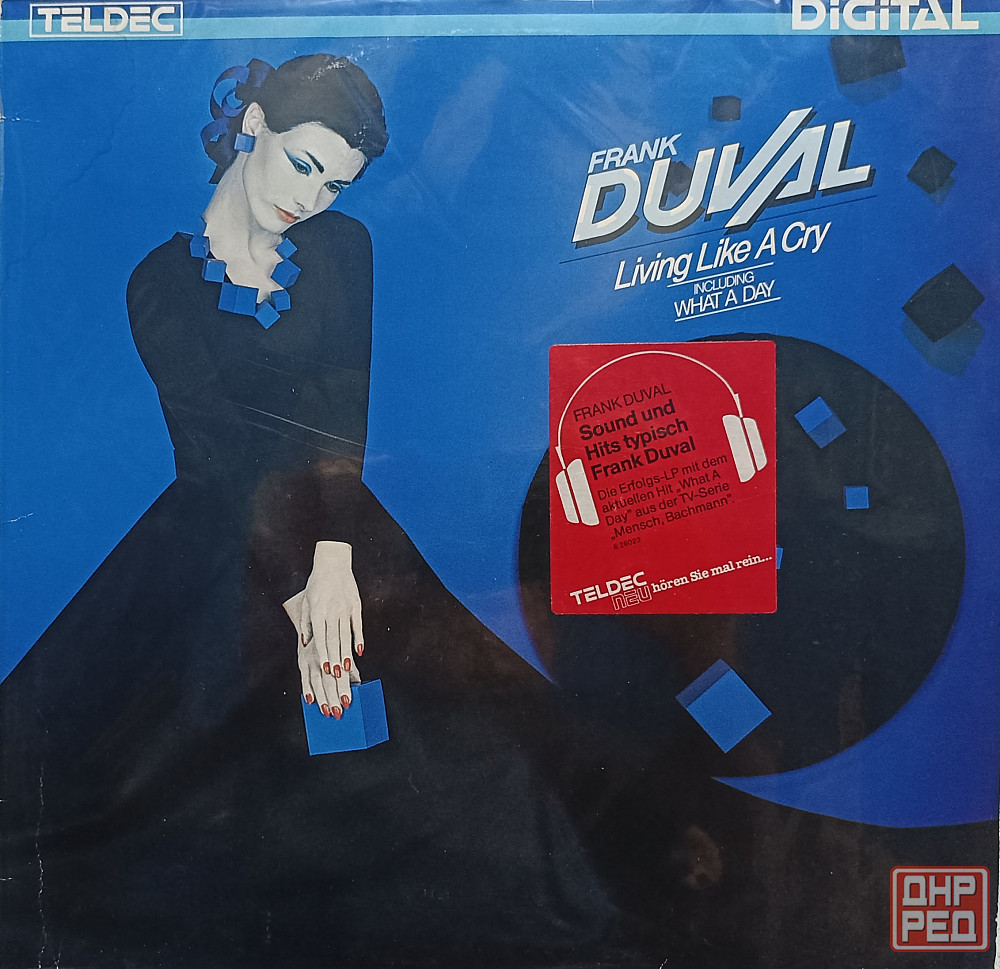 TELDEC
DiGiTAL
FRANK
DUVAL
Living Like A Cry
INCLUDING
WHAT A DAY
FRANK DUVAL
Sound und
Hits typisch
Frank Duval
Die Erfolgs-LP mit dem
aktuellen Hit „What A
Day" aus der TV-Serie
„Mensch, Bachmann".
6.26023
TELDEC
NEU hören Sie mal rein...
ДНР
РЕД